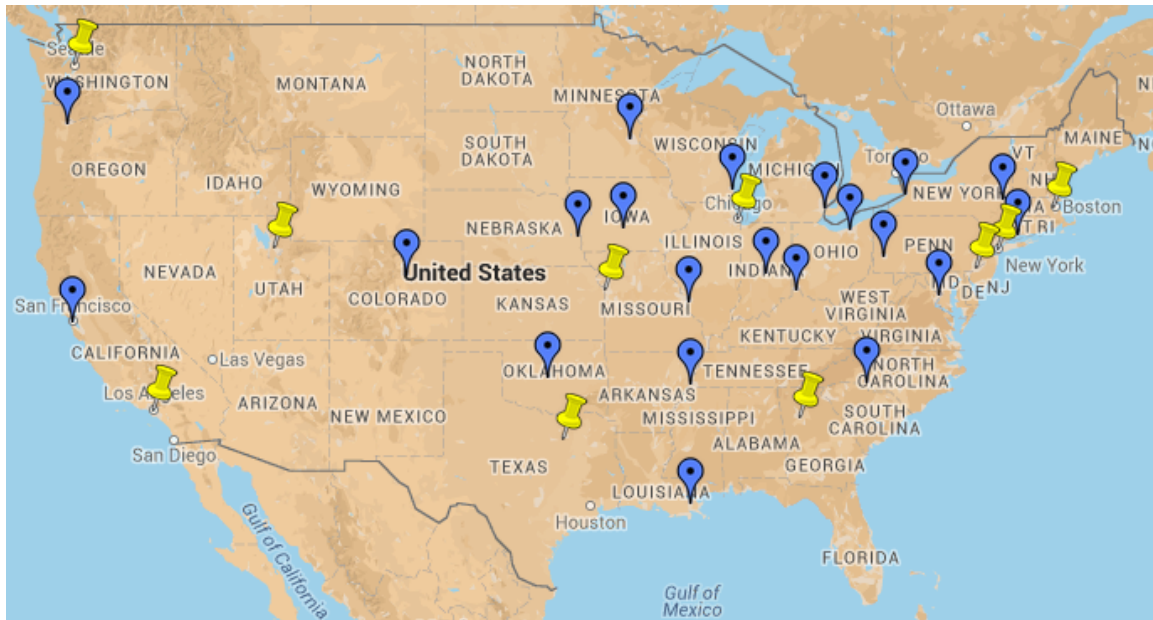 Seattle
WASHINGTON
MONTANA
NORTH
DAKOTA
MINNESOTA
Ottawa
MAINE
VT
OREGON
IDAHO
WYOMING
SOUTH
DAKOTA
WISCONSIN
MICHIG
Toronto
NEW YORK
NH
Boston
Chicago
NEBRASKA
IOWA
ILLINOIS
INDIANA
OHIO
PENN
CT RI
New York
MD
DE
NJ
NEVADA
UTAH
COLORADO
United States
KANSAS
MISSOURI
WEST
VIRGINIA
VIRGINIA
KENTUCKY
San Francisco
CALIFORNIA
Las Vegas
Los Angeles
ARIZONA
NEW MEXICO
OKLAHOMA
ARKANSAS
TENNESSEE
NORTH
CAROLINA
MISSISSIPPI
SOUTH
CAROLINA
ALABAMA
GEORGIA
San Diego
TEXAS
LOUISIANA
Houston
FLORIDA
Gulf of California
Gulf of
Mexico